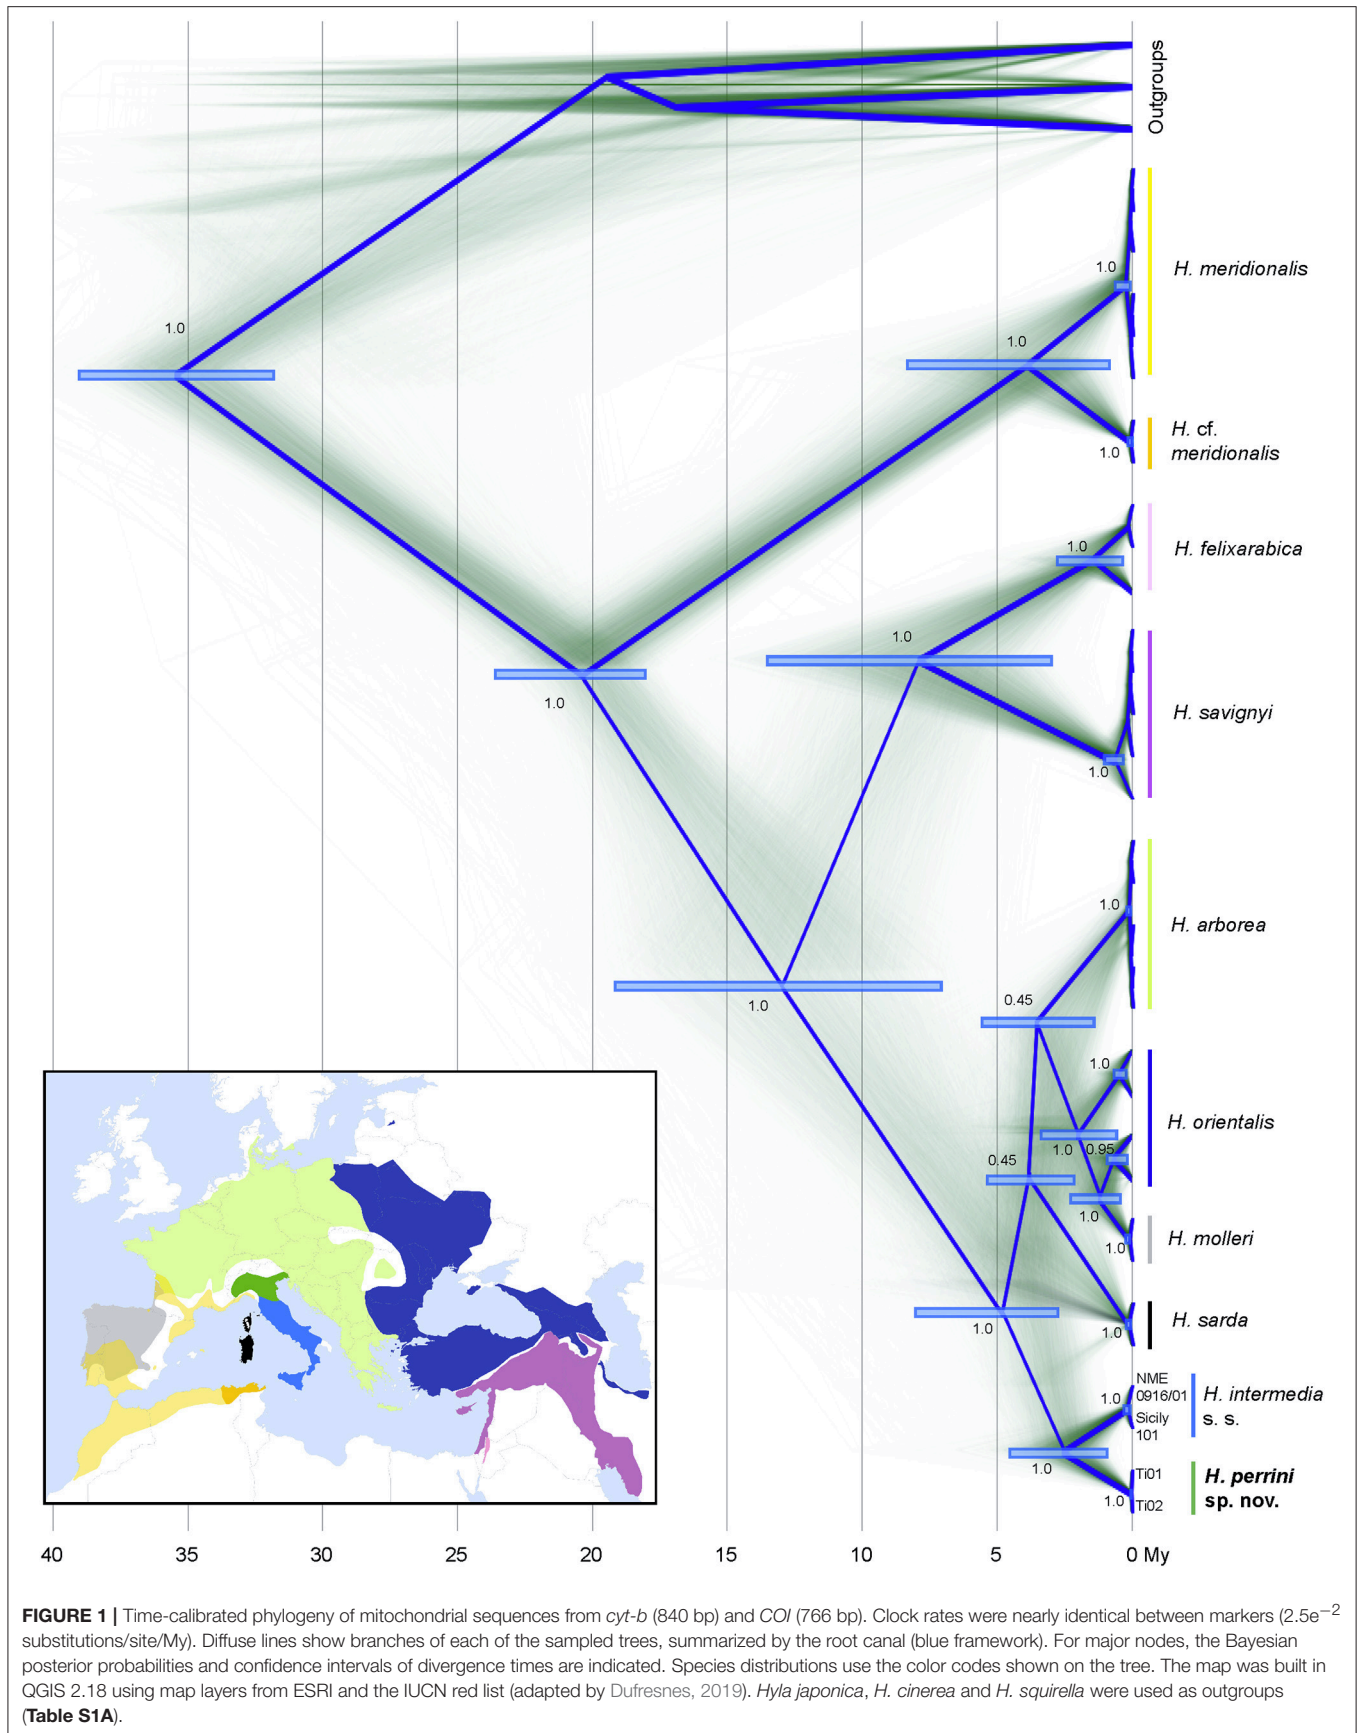 Outgroups
1.0
H. meridionalis
1.0
1.0
H. cf.
meridionalis
1.0
1.0
H. felixarabica
1.0
1.0
H. savignyi
1.0
1.0
H. arborea
1.0
0.45
1.0
H. orientalis
1.0
0.95
0.45
1.0
H. molleri
1.0
H. sarda
1.0
1.0
NME
0916/01
1.0
Sicily
101
H. intermedia
s. s.
1.0
Ti01
1.0
Ti02
H. perrini
sp. nov.
40 35 30 25 20 15 10 5 0 My
FIGURE 1 | Time-calibrated phylogeny of mitochondrial sequences from cyt-b (840 bp) and COI (766 bp). Clock rates were nearly identical between markers (2.5e−2
substitutions/site/My). Diffuse lines show branches of each of the sampled trees, summarized by the root canal (blue framework). For major nodes, the Bayesian
posterior probabilities and confidence intervals of divergence times are indicated. Species distributions use the color codes shown on the tree. The map was built in
QGIS 2.18 using map layers from ESRI and the IUCN red list (adapted by Dufresnes, 2019). Hyla japonica, H. cinerea and H. squirella were used as outgroups
(Table S1A).